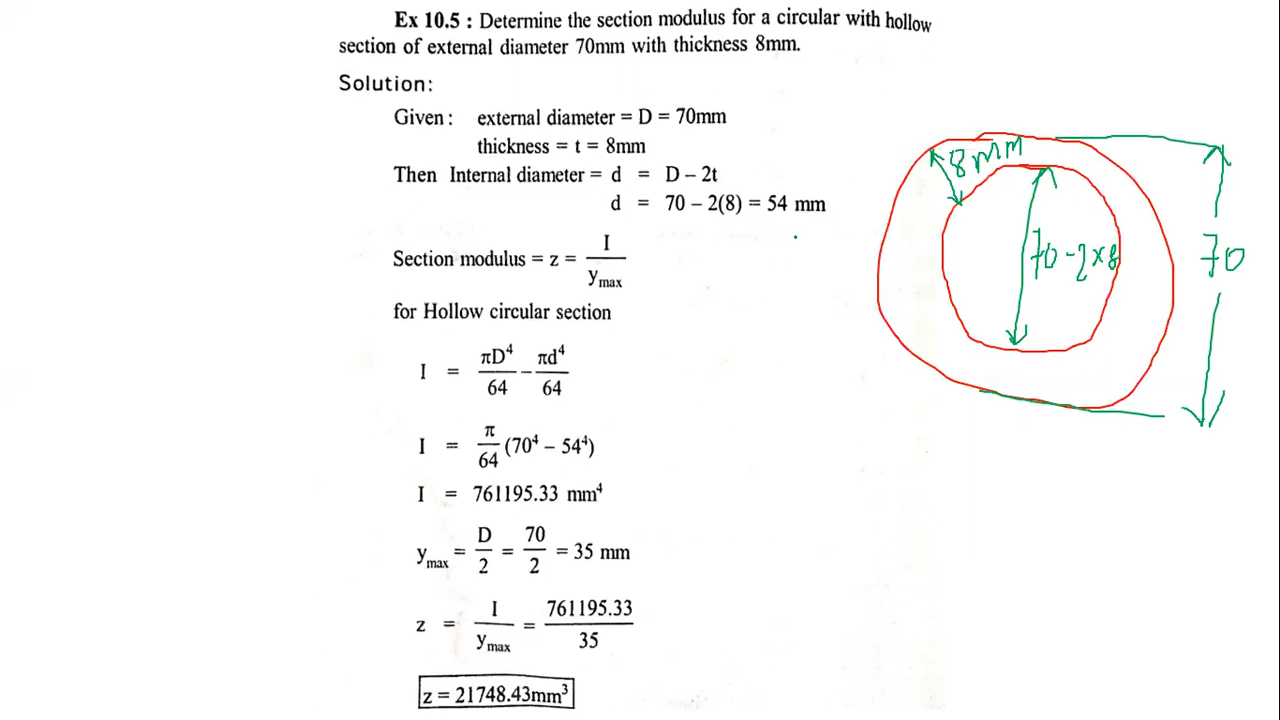 Ex 10.5 : Determine the section modulus for a circular with hollow
section of external diameter 70mm with thickness 8mm.
Solution:
Given : external diameter = D = 70mm
thickness = t = 8mm
Then Internal diameter = d = D – 2t
d = 70 – 2(8) = 54 mm
Section modulus = z = I / y_max
for Hollow circular section
I = πD⁴/64 – πd⁴/64
I = π/64 (70⁴ – 54⁴)
I = 761195.33 mm⁴
y_max = D/2 = 70/2 = 35 mm
z = I / y_max = 761195.33 / 35
z = 21748.43mm³
8mm
70-2×8
70